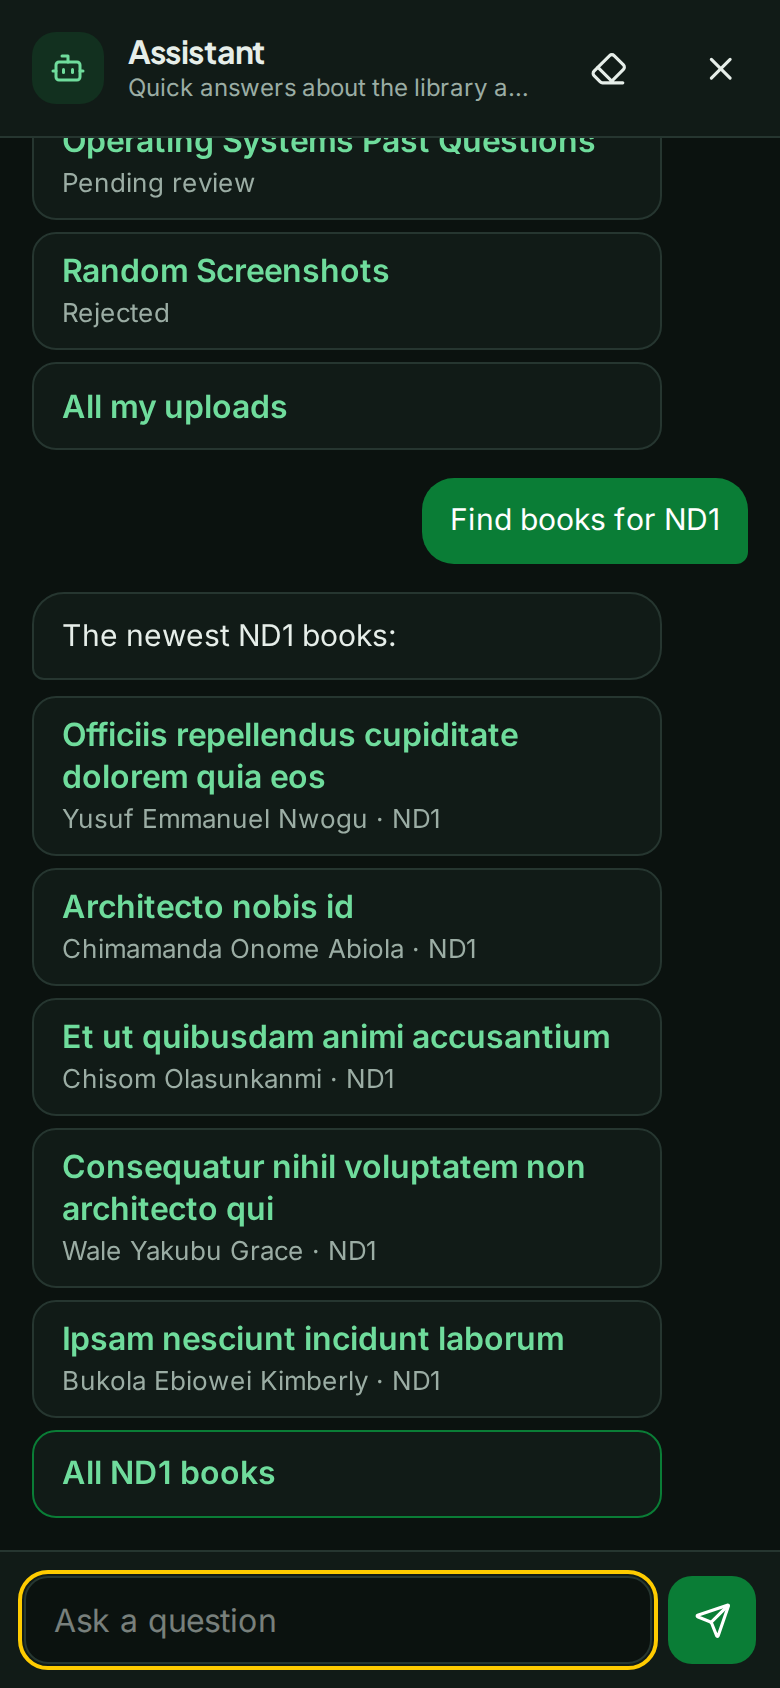 Assistant
Quick answers about the library a...
Operating Systems Past Questions
Pending review
Random Screenshots
Rejected
All my uploads
Find books for ND1
The newest ND1 books:
Officiis repellendus cupiditate
dolorem quia eos
Yusuf Emmanuel Nwogu · ND1
Architecto nobis id
Chimamanda Onome Abiola · ND1
Et ut quibusdam animi accusantium
Chisom Olasunkanmi · ND1
Consequatur nihil voluptatem non
architecto qui
Wale Yakubu Grace · ND1
Ipsam nesciunt incidunt laborum
Bukola Ebiowei Kimberly · ND1
All ND1 books
Ask a question